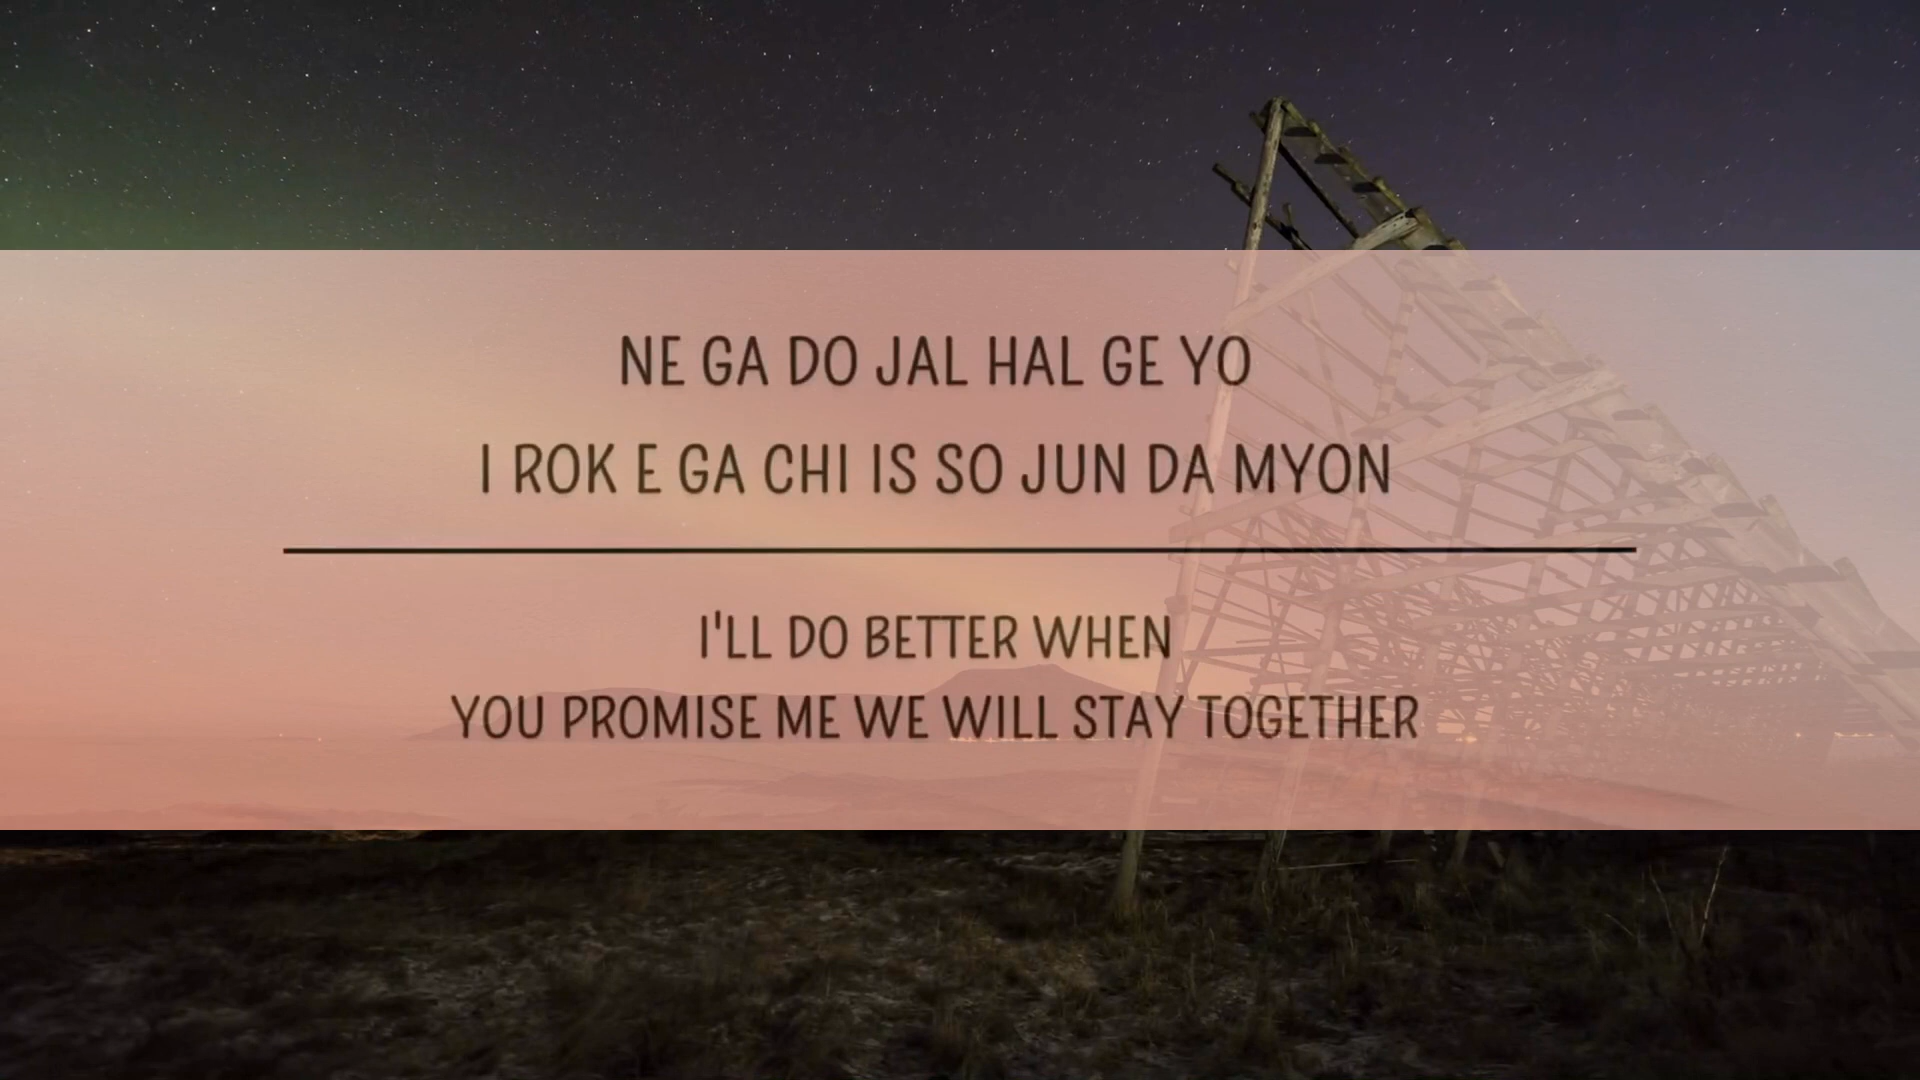 NE GA DO JAL HAL GE YO
I ROK E GA CHI IS SO JUN DA MYON
I'LL DO BETTER WHEN
YOU PROMISE ME WE WILL STAY TOGETHER